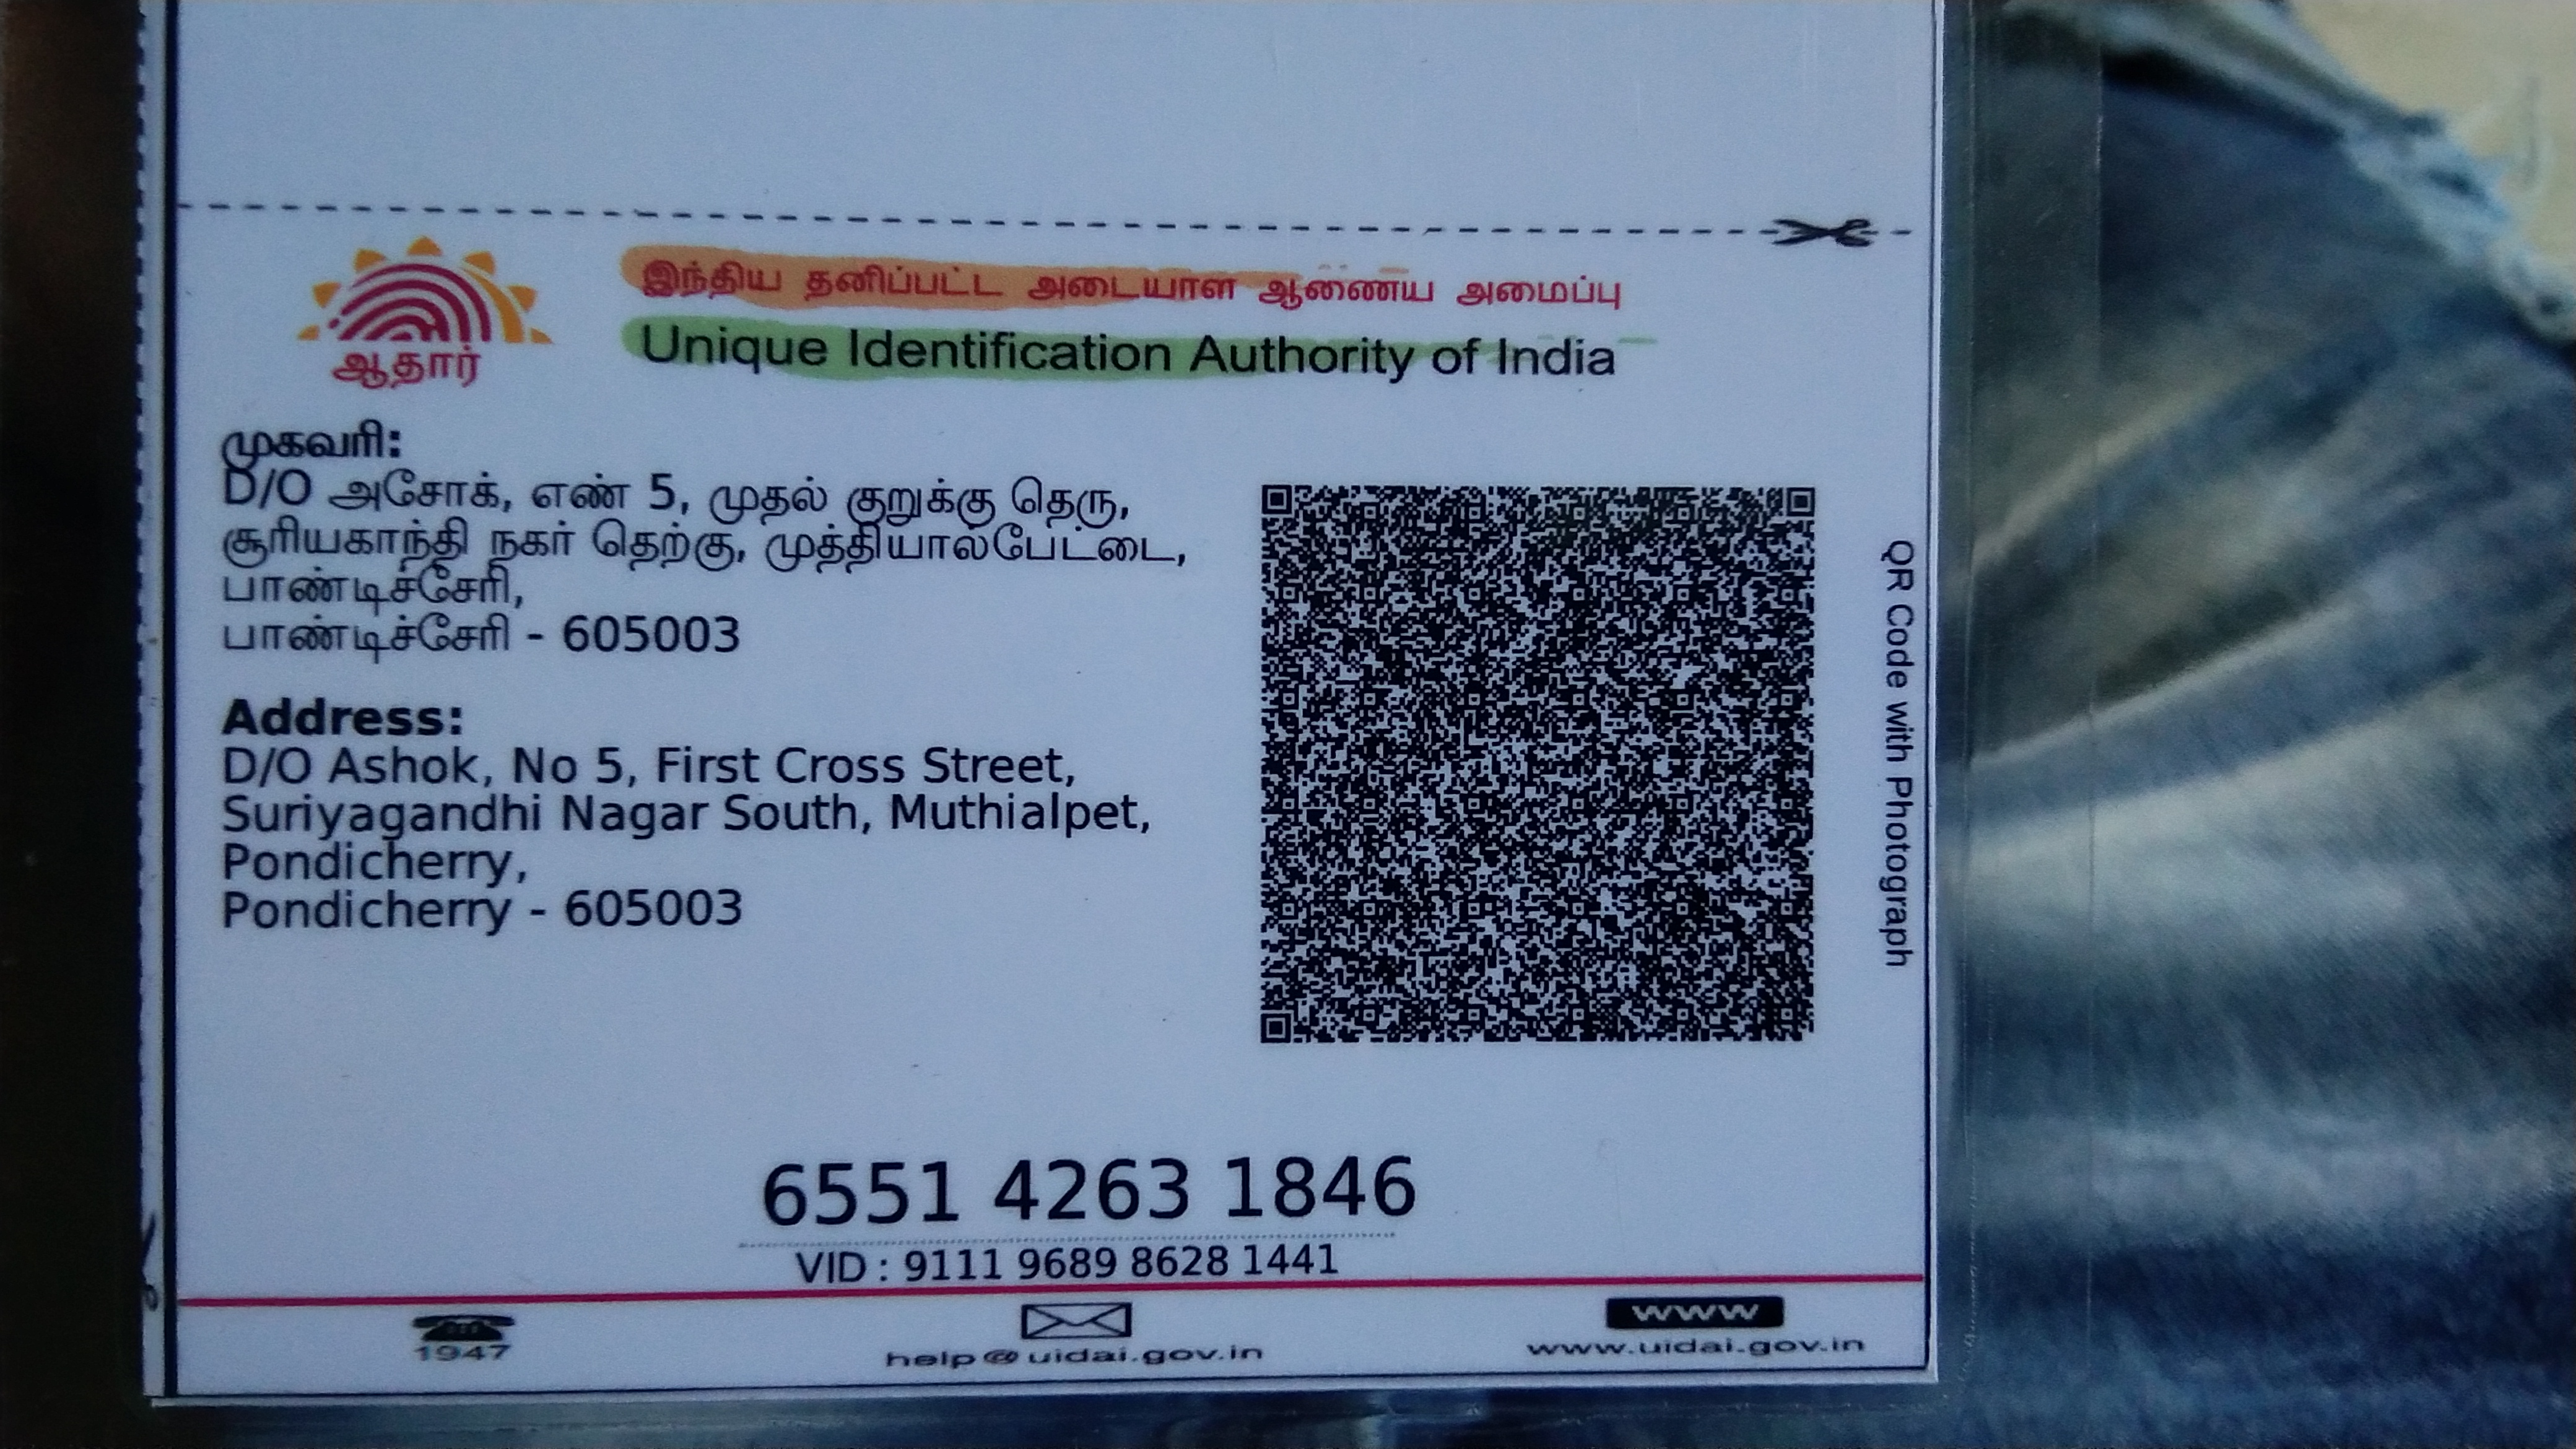 இந்திய தனிப்பட்ட அடையாள ஆணைய அமைப்பு
Unique Identification Authority of India
ஆதார்
முகவரி:
D/O அசோக், எண் 5, முதல் குறுக்கு தெரு,
சூரியகாந்தி நகர் தெற்கு, முத்தியால்பேட்டை,
பாண்டிச்சேரி,
பாண்டிச்சேரி - 605003
Address:
D/O Ashok, No 5, First Cross Street,
Suriyagandhi Nagar South, Muthialpet,
Pondicherry,
Pondicherry - 605003
QR Code with Photograph
6551 4263 1846
VID : 9111 9689 8628 1441
1947
help@uidai.gov.in
www
www.uidai.gov.in